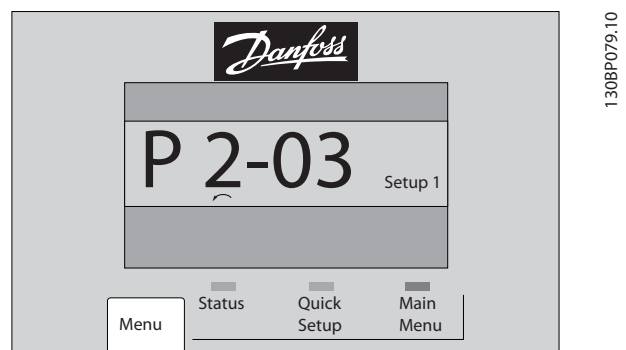 Danfoss
P 2-03 Setup 1
Status Quick Setup Main Menu
Menu
130BP079.10